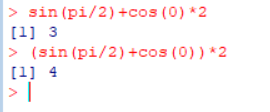 > sin(pi/2)+cos(0)*2
[1] 3
> (sin(pi/2)+cos(0))*2
[1] 4
>